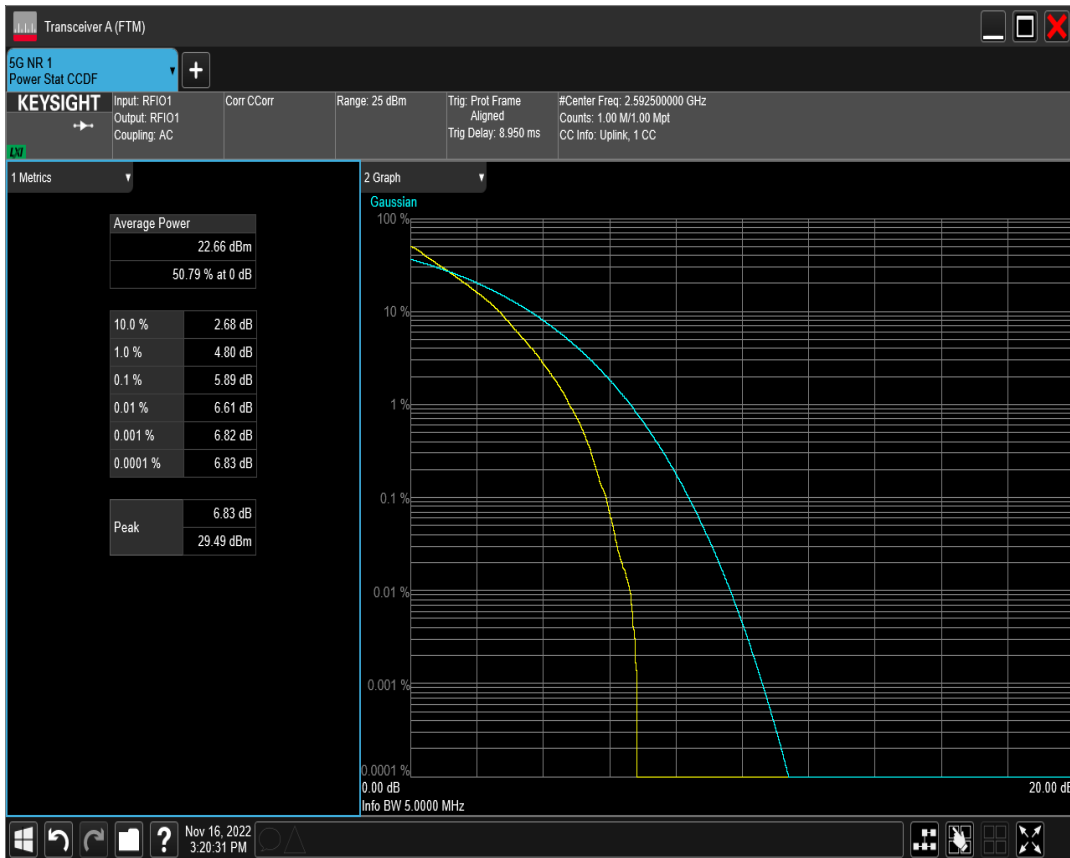 Transceiver A (FTM)
5G NR 1
Power Stat CCDF
+
KEYSIGHT
LXI
Input: RFIO1
Output: RFIO1
Coupling: AC
Corr CCorr
Range: 25 dBm
Trig: Prot Frame
Aligned
Trig Delay: 8.950 ms
#Center Freq: 2.592500000 GHz
Counts: 1.00 M/1.00 Mpt
CC Info: Uplink, 1 CC
1 Metrics
Average Power
22.66 dBm
50.79 % at 0 dB
10.0 % 2.68 dB
1.0 % 4.80 dB
0.1 % 5.89 dB
0.01 % 6.61 dB
0.001 % 6.82 dB
0.0001 % 6.83 dB
Peak 6.83 dB
29.49 dBm
2 Graph
Gaussian
100 %
10 %
1 %
0.1 %
0.01 %
0.001 %
0.0001 %
0.00 dB 20.00 dB
Info BW 5.0000 MHz
?
Nov 16, 2022
3:20:31 PM